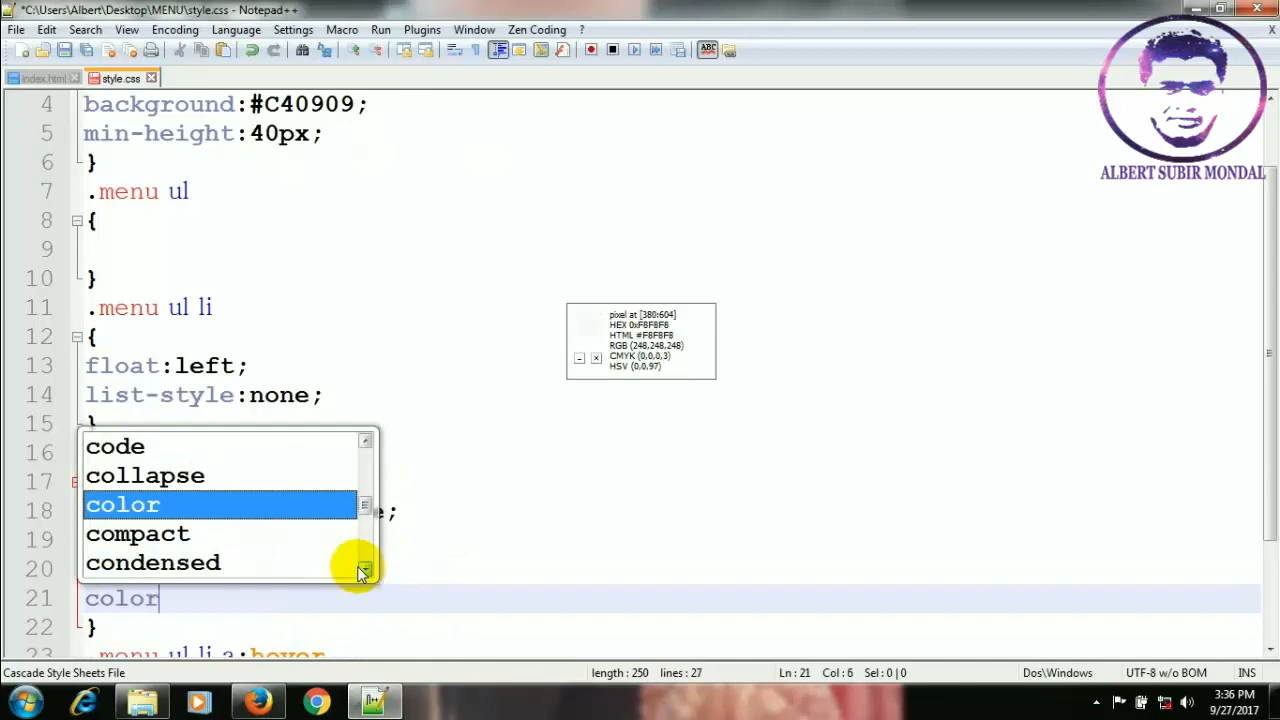 *C:\Users\Albert\Desktop\MENU\style.css - Notepad++
File Edit Search View Encoding Language Settings Macro Run Plugins Window Zen Coding ? X
ABC
index.html style.css
ALBERT SUBIR MONDAL
4 background:#C40909;
5 min-height:40px;
6 }
7 .menu ul
8 {
9
10 }
11 .menu ul li
12 {
13 float:left;
14 list-style:none;
15 }
16
17
18 e;
19
20
21 color
22 }
23 .menu ul li a:hover
code
collapse
color
compact
condensed
pixel at [380:604]
HEX 0xF8F8F8
HTML #F8F8F8
RGB (248,248,248)
CMYK (0,0,0,3)
HSV (0,0,97)
Cascade Style Sheets File length : 250 lines : 27 Ln : 21 Col : 6 Sel : 0 | 0 Dos\Windows UTF-8 w/o BOM INS
3:36 PM
9/27/2017